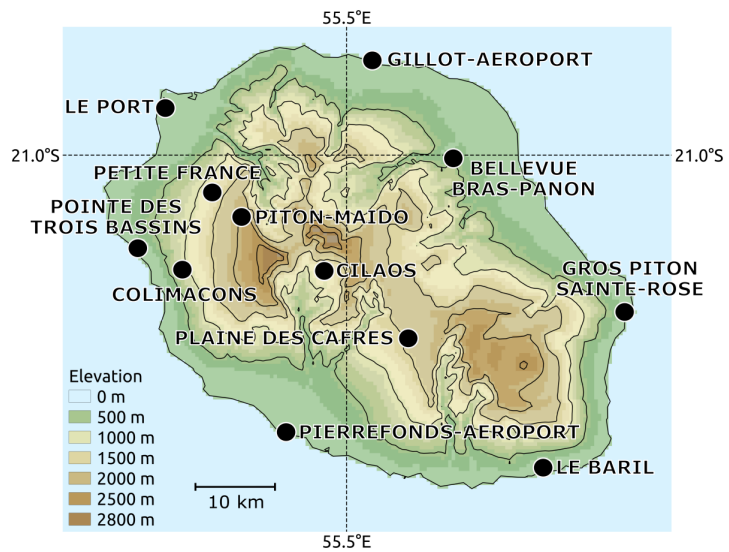 55.5°E
GILLOT-AEROPORT
LE PORT
21.0°S
21.0°S
BELLEVUE
BRAS-PANON
PETITE FRANCE
POINTE DES
TROIS BASSINS
PITON-MAIDO
CILAOS
GROS PITON
SAINTE-ROSE
COLIMACONS
PLAINE DES CAFRES
Elevation
0 m
500 m
1000 m
1500 m
2000 m
2500 m
2800 m
PIERREFONDS-AEROPORT
LE BARIL
10 km
55.5°E